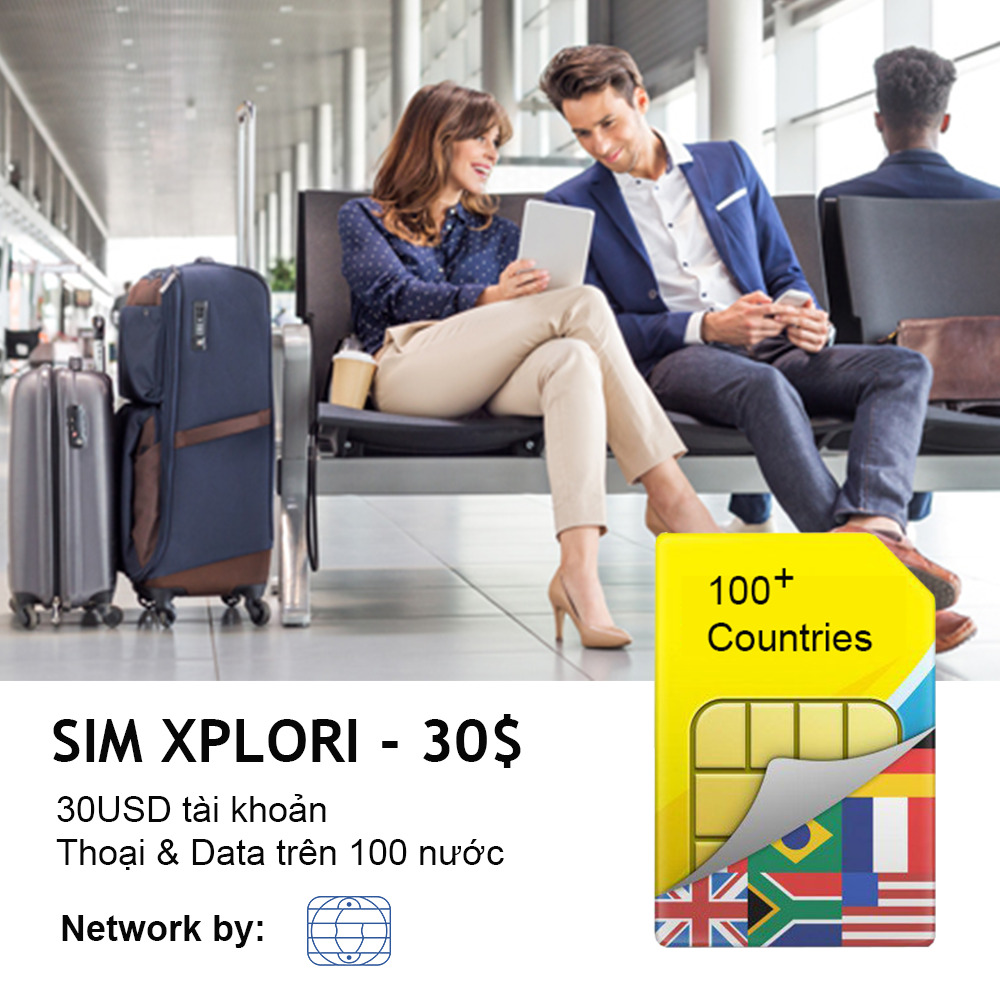 100+
Countries
SIM XPLORI - 30$
30USD tài khoản
Thoại & Data trên 100 nước
Network by: